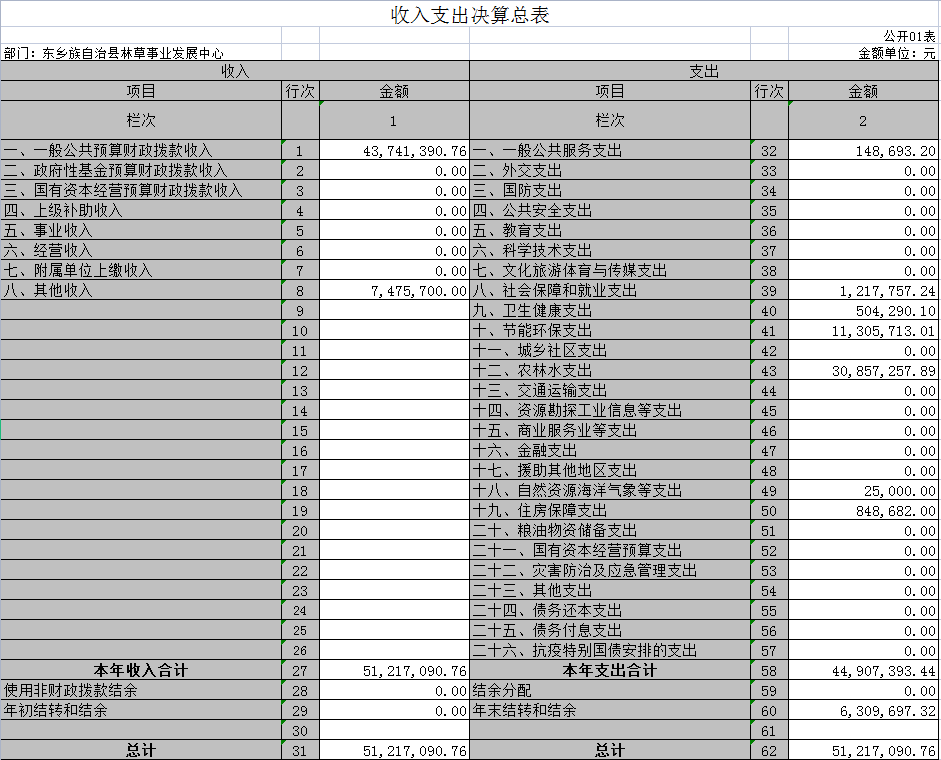 收入支出决算总表
公开01表
部门：东乡族自治县林草事业发展中心 金额单位：元
收入 支出
项目 行次 金额 项目 行次 金额
栏次 1 栏次 2
一、一般公共预算财政拨款收入 1 43,741,390.76 一、一般公共服务支出 32 148,693.20
二、政府性基金预算财政拨款收入 2 0.00 二、外交支出 33 0.00
三、国有资本经营预算财政拨款收入 3 0.00 三、国防支出 34 0.00
四、上级补助收入 4 0.00 四、公共安全支出 35 0.00
五、事业收入 5 0.00 五、教育支出 36 0.00
六、经营收入 6 0.00 六、科学技术支出 37 0.00
七、附属单位上缴收入 7 0.00 七、文化旅游体育与传媒支出 38 0.00
八、其他收入 8 7,475,700.00 八、社会保障和就业支出 39 1,217,757.24
9 九、卫生健康支出 40 504,290.10
10 十、节能环保支出 41 11,305,713.01
11 十一、城乡社区支出 42 0.00
12 十二、农林水支出 43 30,857,257.89
13 十三、交通运输支出 44 0.00
14 十四、资源勘探工业信息等支出 45 0.00
15 十五、商业服务业等支出 46 0.00
16 十六、金融支出 47 0.00
17 十七、援助其他地区支出 48 0.00
18 十八、自然资源海洋气象等支出 49 25,000.00
19 十九、住房保障支出 50 848,682.00
20 二十、粮油物资储备支出 51 0.00
21 二十一、国有资本经营预算支出 52 0.00
22 二十二、灾害防治及应急管理支出 53 0.00
23 二十三、其他支出 54 0.00
24 二十四、债务还本支出 55 0.00
25 二十五、债务付息支出 56 0.00
26 二十六、抗疫特别国债安排的支出 57 0.00
本年收入合计 27 51,217,090.76 本年支出合计 58 44,907,393.44
使用非财政拨款结余 28 0.00 结余分配 59 0.00
年初结转和结余 29 0.00 年末结转和结余 60 6,309,697.32
30 61
总计 31 51,217,090.76 总计 62 51,217,090.76